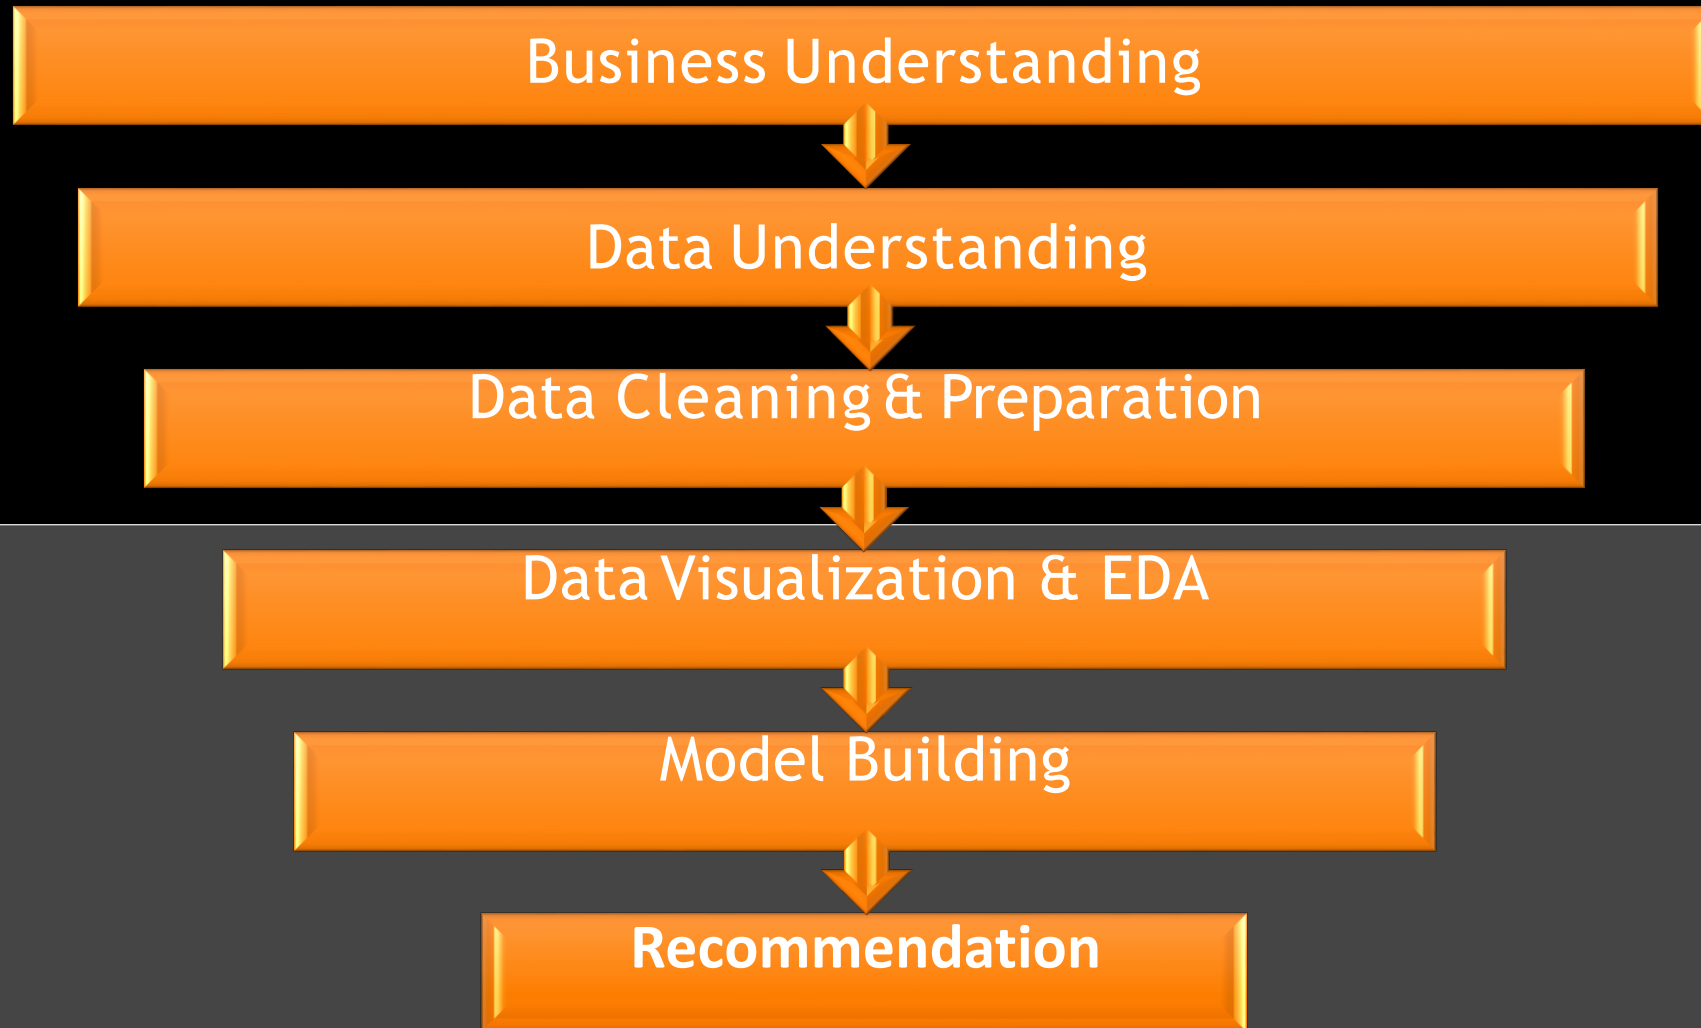 Business Understanding
Data Understanding
Data Cleaning & Preparation
Data Visualization & EDA
Model Building
Recommendation